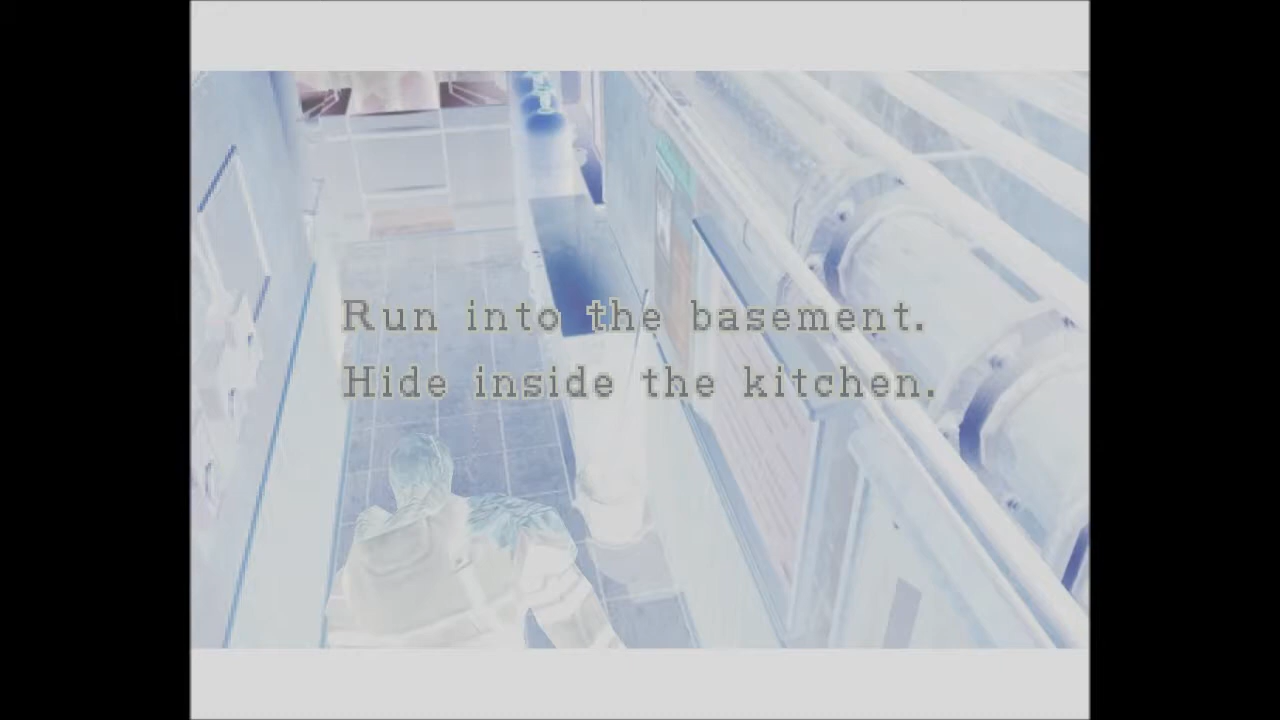 Run into the basement.
Hide inside the kitchen.